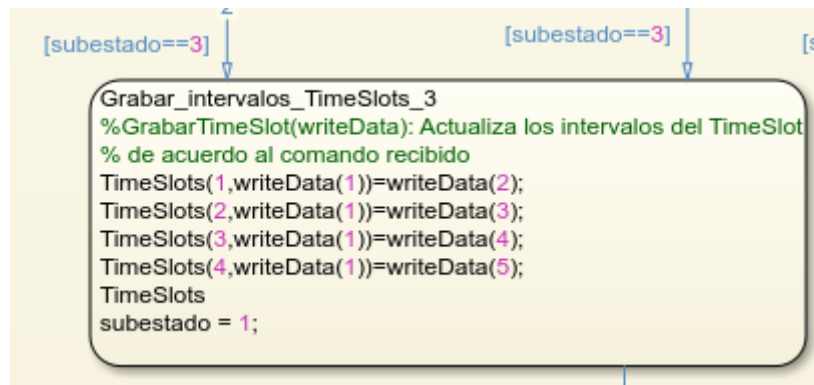 2
[subestado==3]
[subestado==3]
Grabar_intervalos_TimeSlots_3
%GrabarTimeSlot(writeData): Actualiza los intervalos del TimeSlot
% de acuerdo al comando recibido
TimeSlots(1,writeData(1))=writeData(2);
TimeSlots(2,writeData(1))=writeData(3);
TimeSlots(3,writeData(1))=writeData(4);
TimeSlots(4,writeData(1))=writeData(5);
TimeSlots
subestado = 1;